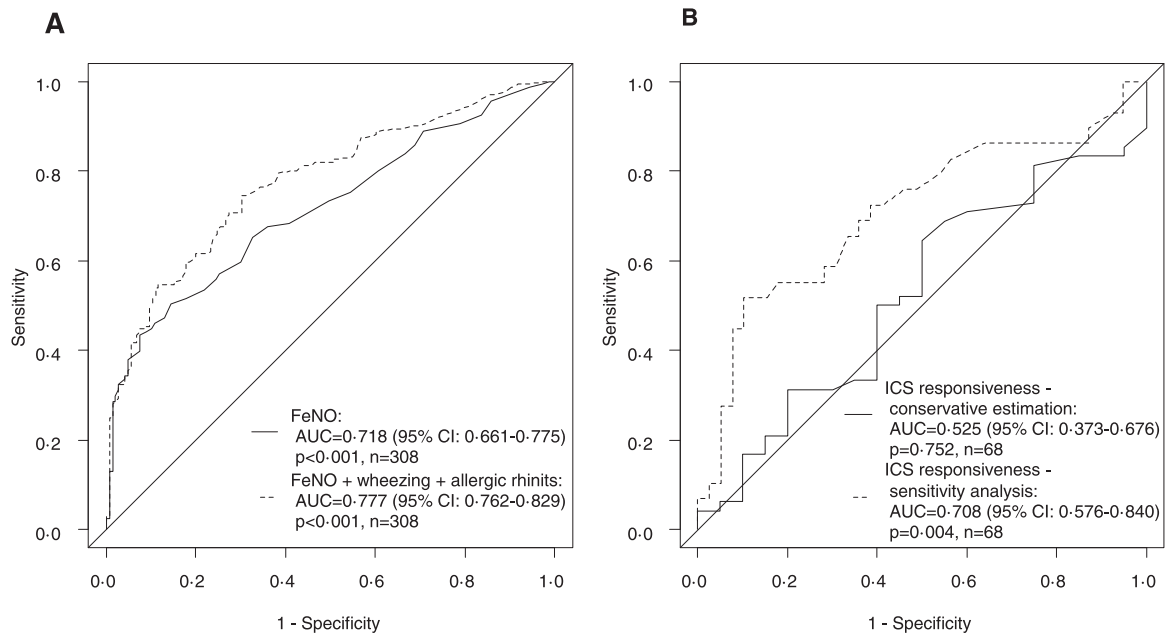 A
1·0
0·8
0·6
0·4
0·2
0·0
Sensitivity
FeNO:
AUC=0·718 (95% CI: 0·661-0·775)
p<0·001, n=308
FeNO + wheezing + allergic rhinits:
AUC=0·777 (95% CI: 0·762-0·829)
p<0·001, n=308
0·0
0·2
0·4
0·6
0·8
1·0
1 - Specificity
B
1·0
0·8
0·6
0·4
0·2
0·0
Sensitivity
ICS responsiveness -
conservative estimation:
AUC=0·525 (95% CI: 0·373-0·676)
p=0·752, n=68
ICS responsiveness -
sensitivity analysis:
AUC=0·708 (95% CI: 0·576-0·840)
p=0·004, n=68
0·0
0·2
0·4
0·6
0·8
1·0
1 - Specificity